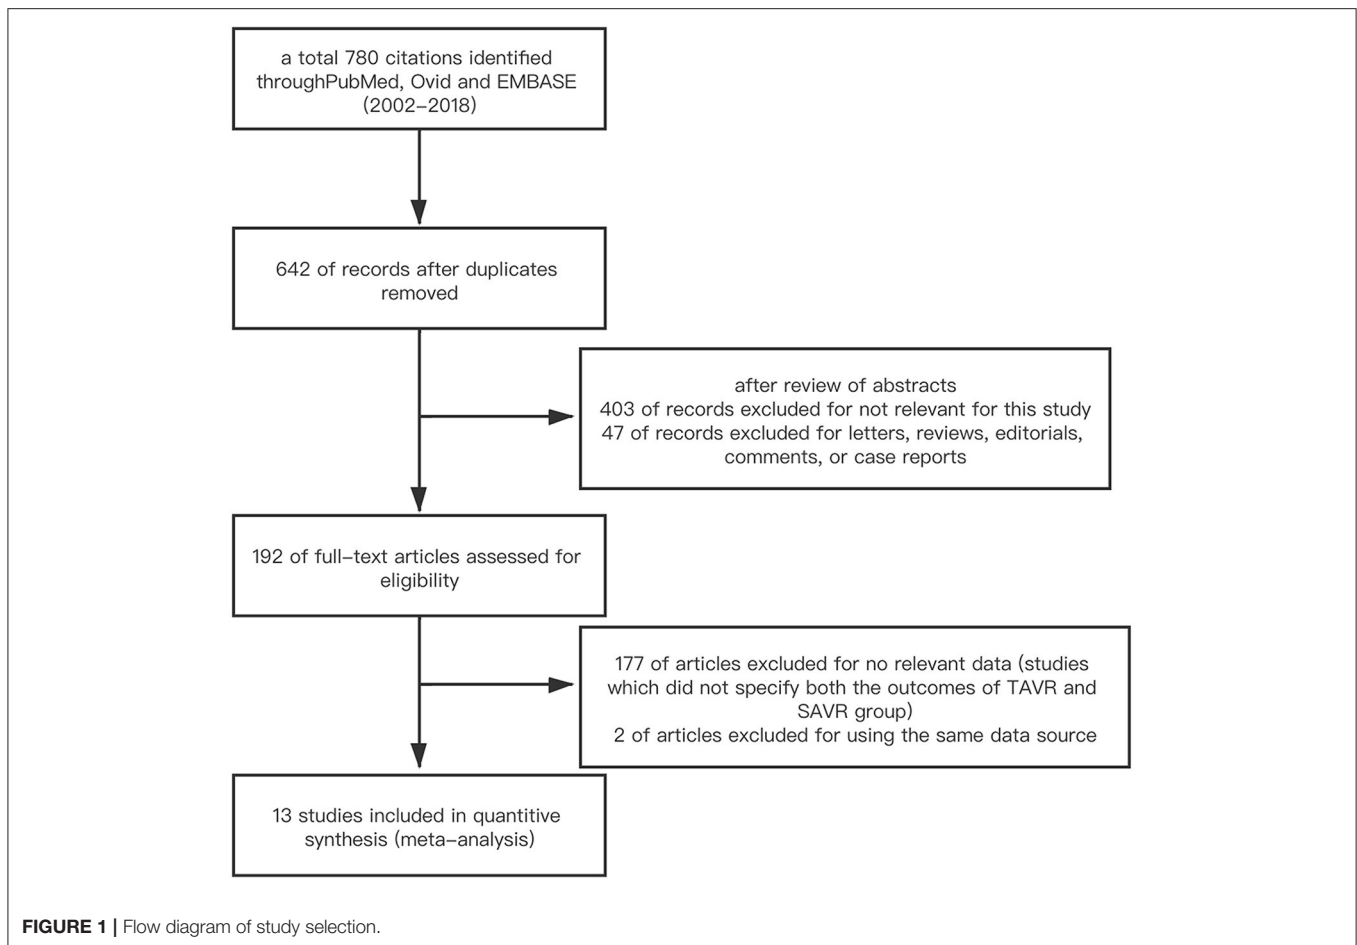 a total 780 citations identified
throughPubMed, Ovid and EMBASE
(2002–2018)
642 of records after duplicates
removed
after review of abstracts
403 of records excluded for not relevant for this study
47 of records excluded for letters, reviews, editorials,
comments, or case reports
192 of full–text articles assessed for
eligibility
177 of articles excluded for no relevant data (studies
which did not specify both the outcomes of TAVR and
SAVR group)
2 of articles excluded for using the same data source
13 studies included in quantitive
synthesis (meta–analysis)
FIGURE 1 | Flow diagram of study selection.